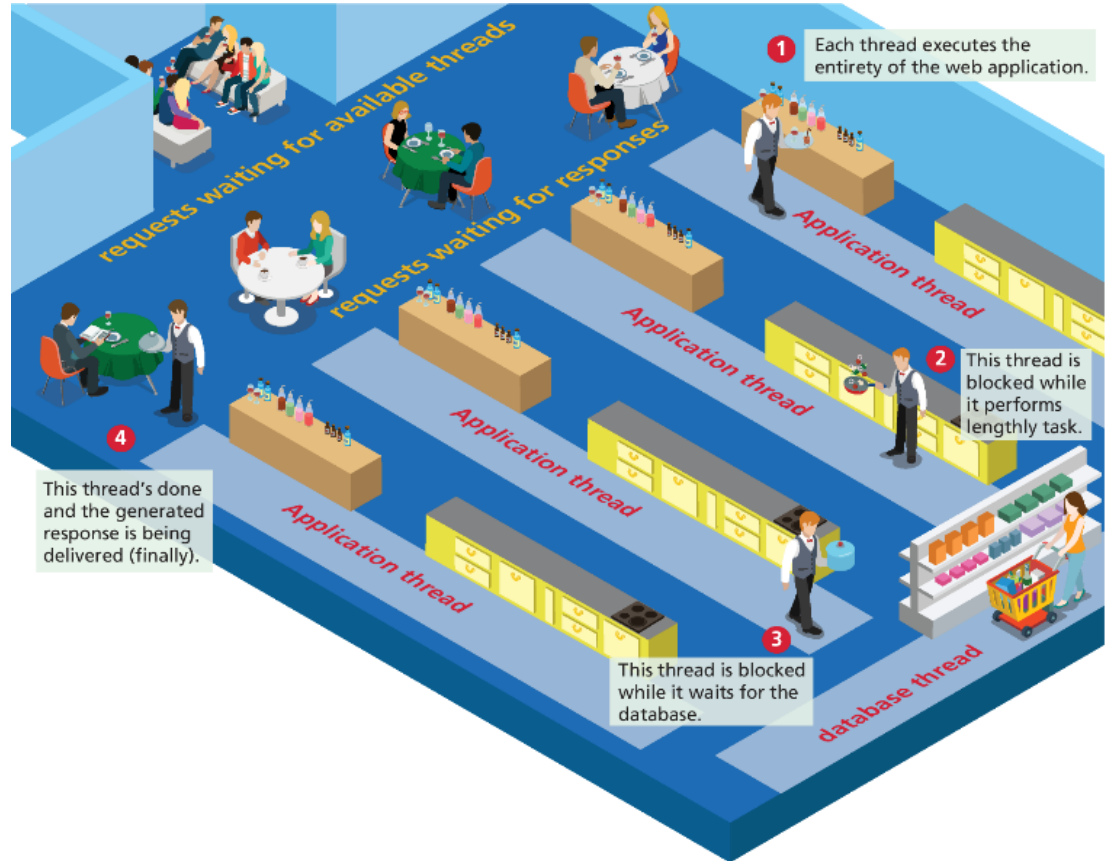 1
Each thread executes the
entirety of the web application.
requests waiting for available threads
requests waiting for responses
Application thread
Application thread
2
This thread is
blocked while
it performs
lengthly task.
Application thread
4
This thread's done
and the generated
response is being
delivered (finally).
Application thread
3
This thread is blocked
while it waits for the
database.
database thread